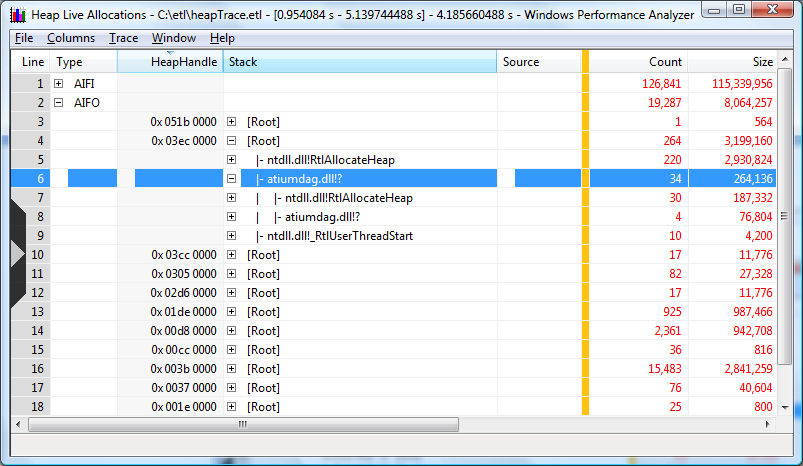 Heap Live Allocations - C:\etl\heapTrace.etl - [0.954084 s - 5.139744488 s] - 4.185660488 s - Windows Performance Analyzer
File Columns Trace Window Help
Line Type HeapHandle Stack Source Count Size
1 AIFI 126,841 115,339,956
2 AIFO 19,287 8,064,257
3 0x 051b 0000 [Root] 1 564
4 0x 03ec 0000 [Root] 264 3,199,160
5 |- ntdll.dll!RtlAllocateHeap 220 2,930,824
6 |- atiumdag.dll!? 34 264,136
7 | |- ntdll.dll!RtlAllocateHeap 30 187,332
8 | |- atiumdag.dll!? 4 76,804
9 |- ntdll.dll!_RtlUserThreadStart 10 4,200
10 0x 03cc 0000 [Root] 17 11,776
11 0x 0305 0000 [Root] 82 27,328
12 0x 02d6 0000 [Root] 17 11,776
13 0x 01de 0000 [Root] 925 987,466
14 0x 00d8 0000 [Root] 2,361 942,708
15 0x 00cc 0000 [Root] 36 816
16 0x 003b 0000 [Root] 15,483 2,841,259
17 0x 0037 0000 [Root] 76 40,604
18 0x 001e 0000 [Root] 25 800